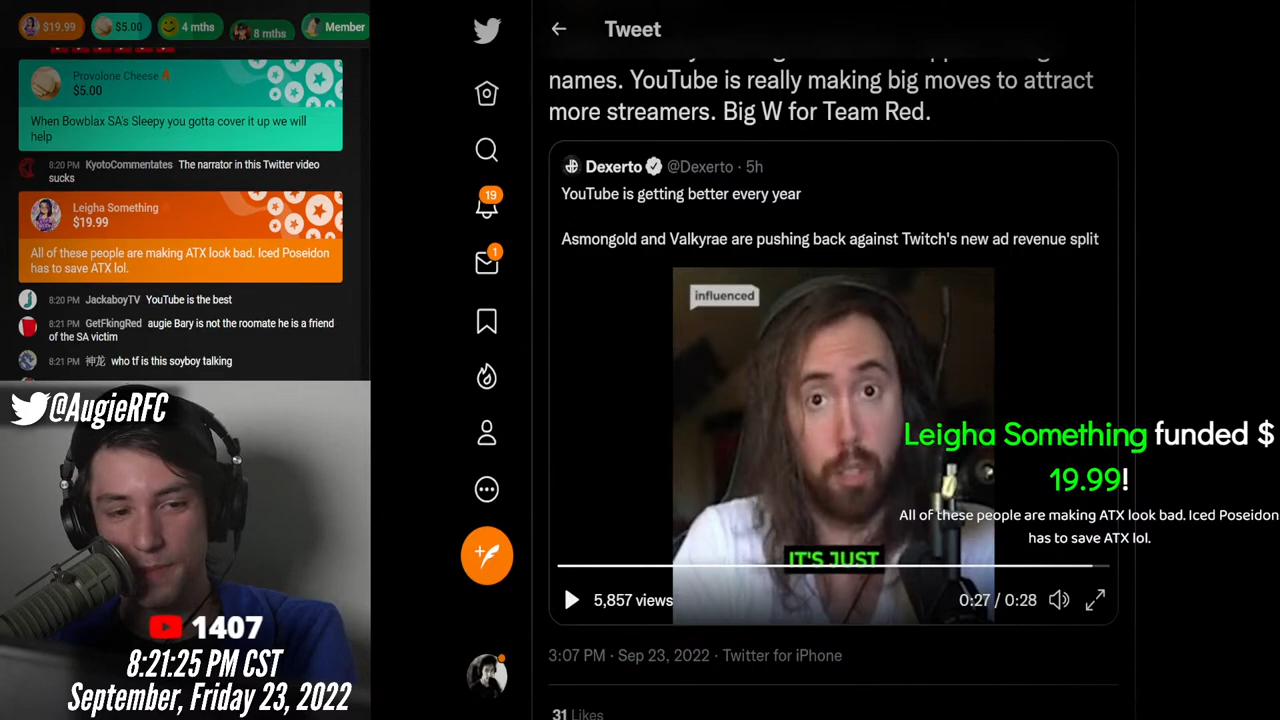 $19.99
$5.00
4 mths
8 mths
Member
Provolone Cheese
$5.00
When Bowblax SA's Sleepy you gotta cover it up we will
help
8:20 PM KyotoCommentates The narrator in this Twitter video
sucks
Leigha Something
$19.99
All of these people are making ATX look bad. Iced Poseidon
has to save ATX lol.
8:20 PM JackaboyTV YouTube is the best
8:21 PM GetFkingRed augie Bary is not the roomate he is a friend
of the SA victim
8:21 PM 神龙 who tf is this soyboy talking
@AugieRFC
1407
8:21:25 PM CST
September, Friday 23, 2022
19
1
Tweet
names. YouTube is really making big moves to attract
more streamers. Big W for Team Red.
Dexerto @Dexerto · 5h
YouTube is getting better every year
Asmongold and Valkyrae are pushing back against Twitch's new ad revenue split
influenced
IT'S JUST
5,857 views
0:27 / 0:28
Leigha Something funded $
19.99!
All of these people are making ATX look bad. Iced Poseidon
has to save ATX lol.
3:07 PM · Sep 23, 2022 · Twitter for iPhone
31 Likes